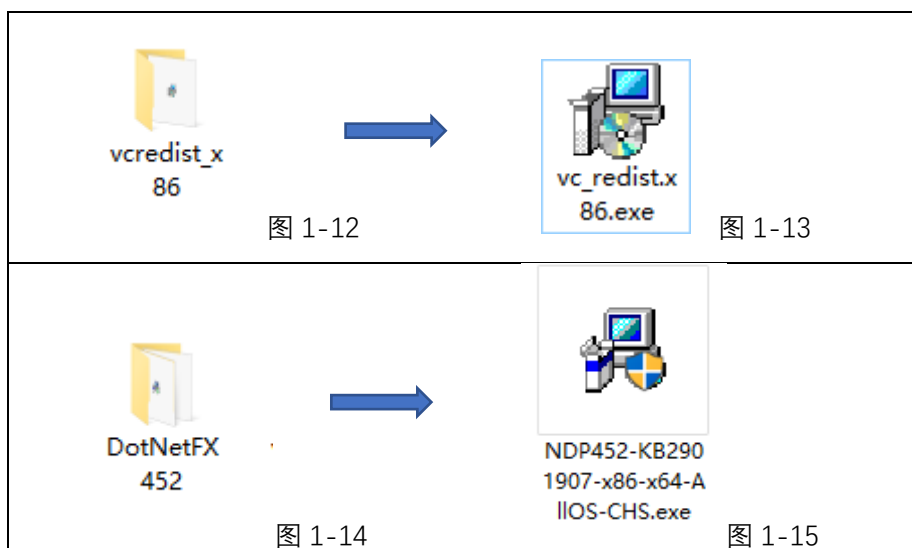 vcredist_x
86
图 1-12
vc_redist.x
86.exe
图 1-13
DotNetFX
452
图 1-14
NDP452-KB290
1907-x86-x64-A
llOS-CHS.exe
图 1-15